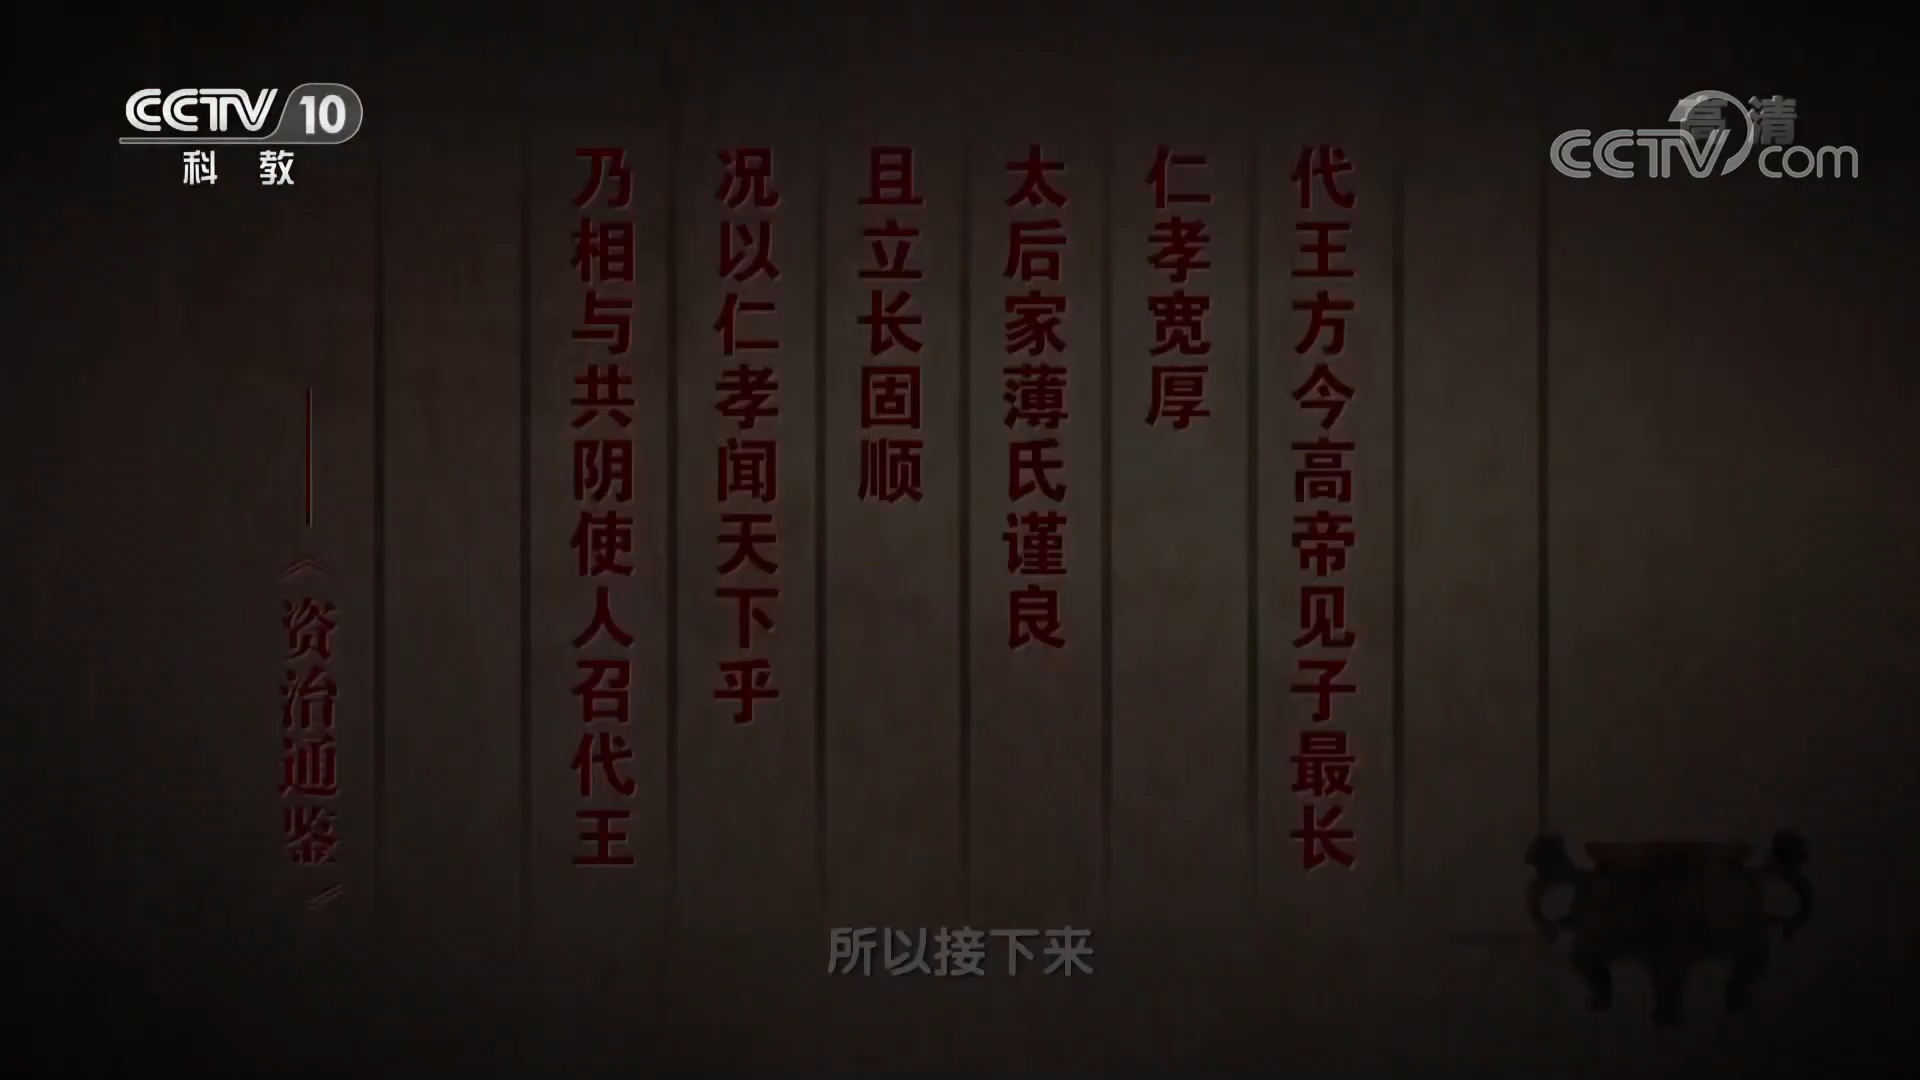 CCTV 10
科 教
高清
CCTV.com
代王方今高帝见子最长
仁孝宽厚
太后家薄氏谨良
且立长固顺
况以仁孝闻天下乎
乃相与共阴使人召代王
——《资治通鉴》
所以接下来